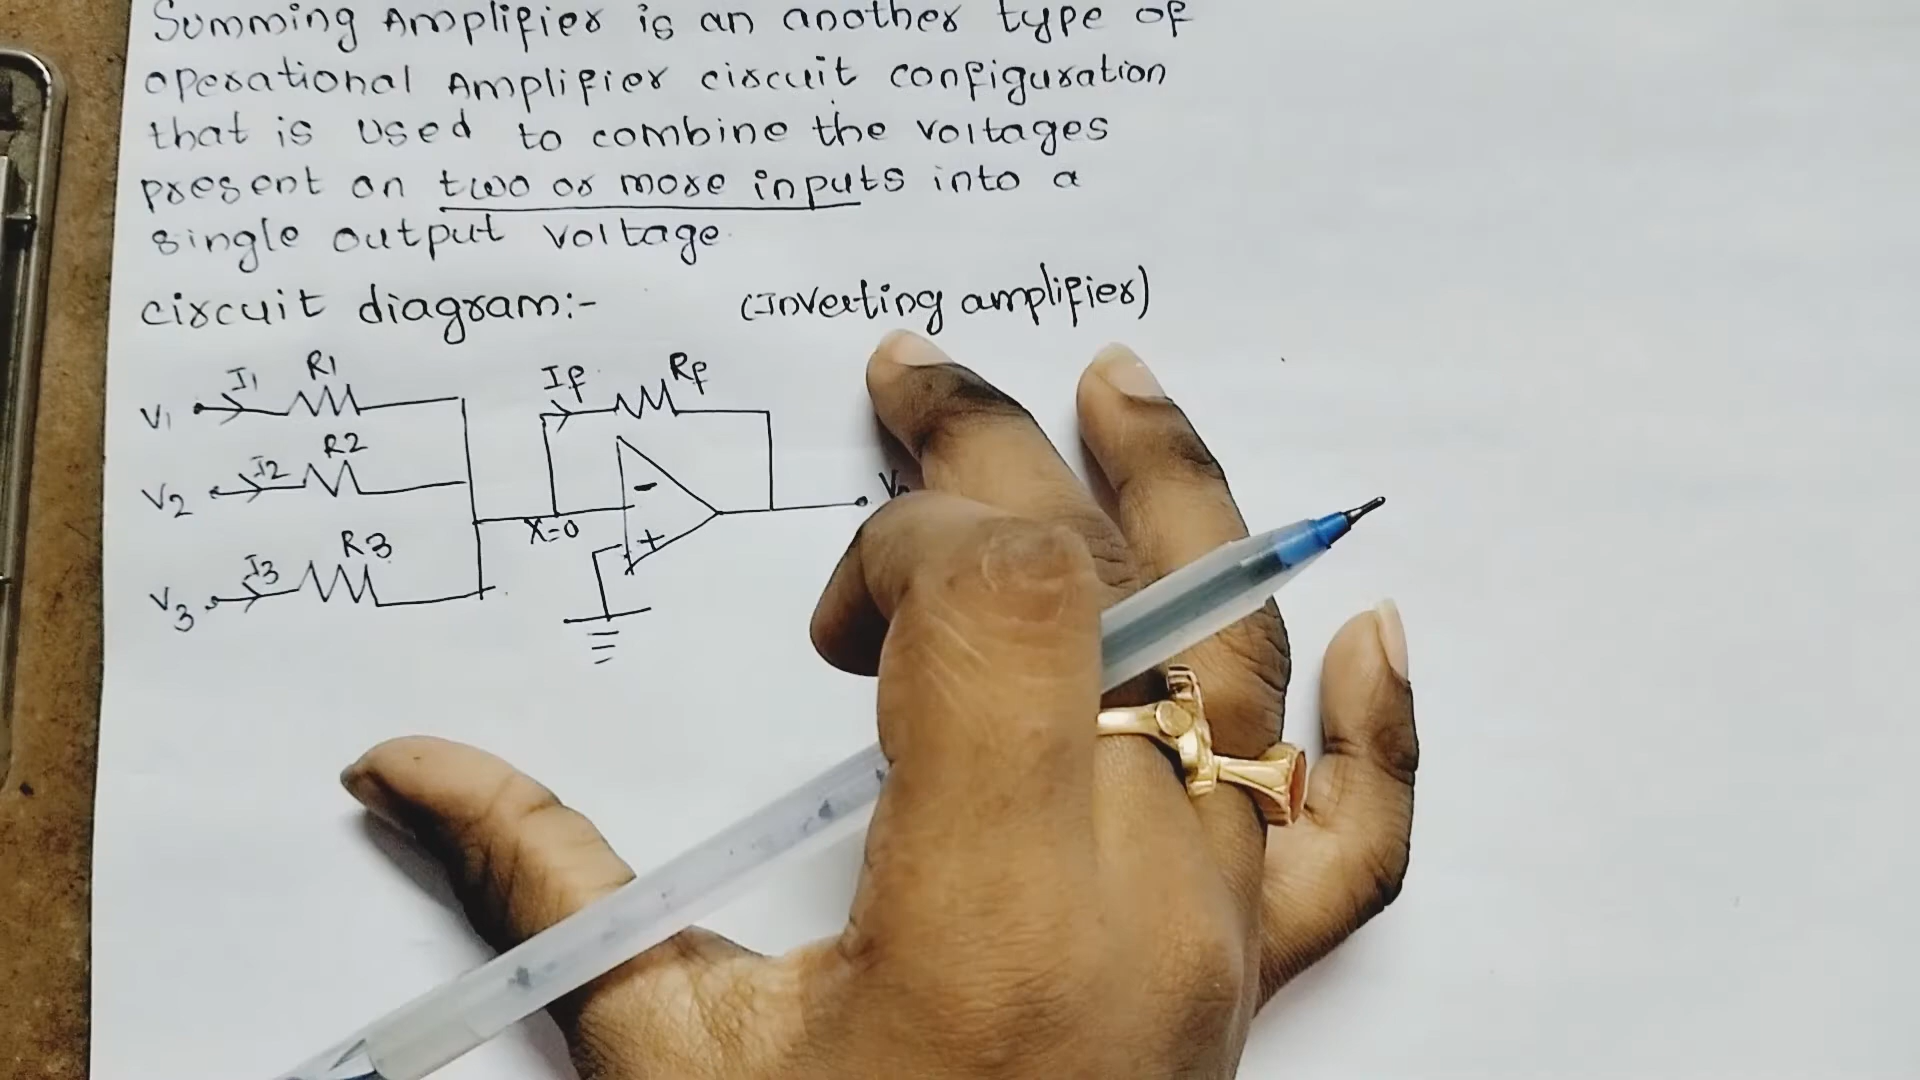 Summing Amplifier is an another type of
operational Amplifier circuit configuration
that is used to combine the voltages
present on two or more inputs into a
single output voltage
circuit diagram:- (Inverting amplifier)
I1 R1 If Rf
V1
I2 R2
V2 -
V
X=0 +
I3 R3
V3